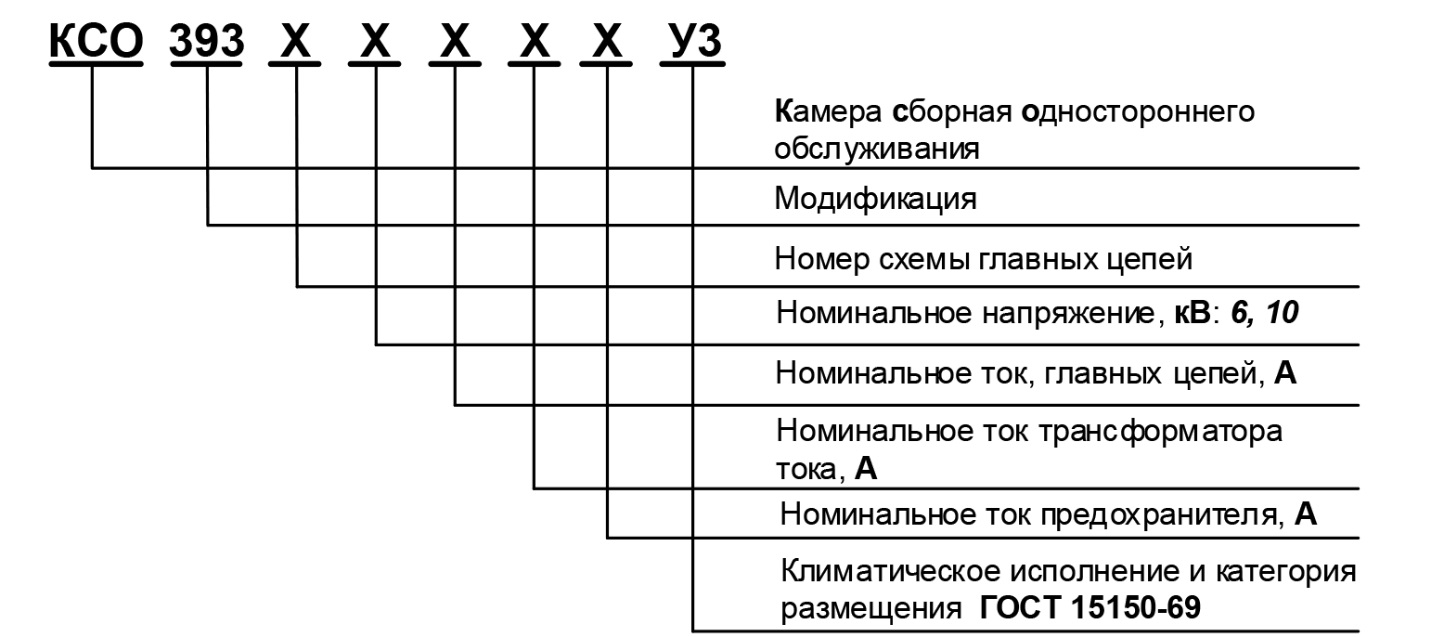 КСО 393 Х Х Х Х Х У3
Камера сборная одностороннего
обслуживания
Модификация
Номер схемы главных цепей
Номинальное напряжение, кВ: 6, 10
Номинальное ток, главных цепей, А
Номинальное ток трансформатора
тока, А
Номинальное ток предохранителя, А
Климатическое исполнение и категория
размещения ГОСТ 15150-69